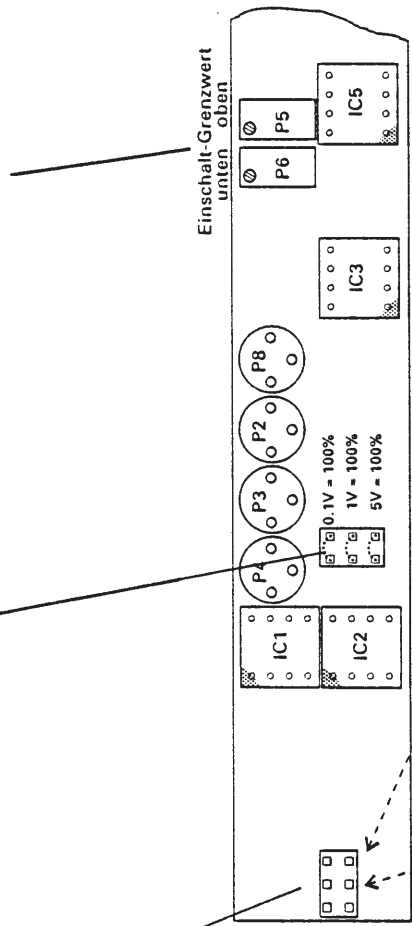 Einschalt-Grenzwert
unten oben
P5
P6
IC5
IC3
P8
P2
P3
P4
0.1V = 100%
1V = 100%
5V = 100%
IC1
IC2